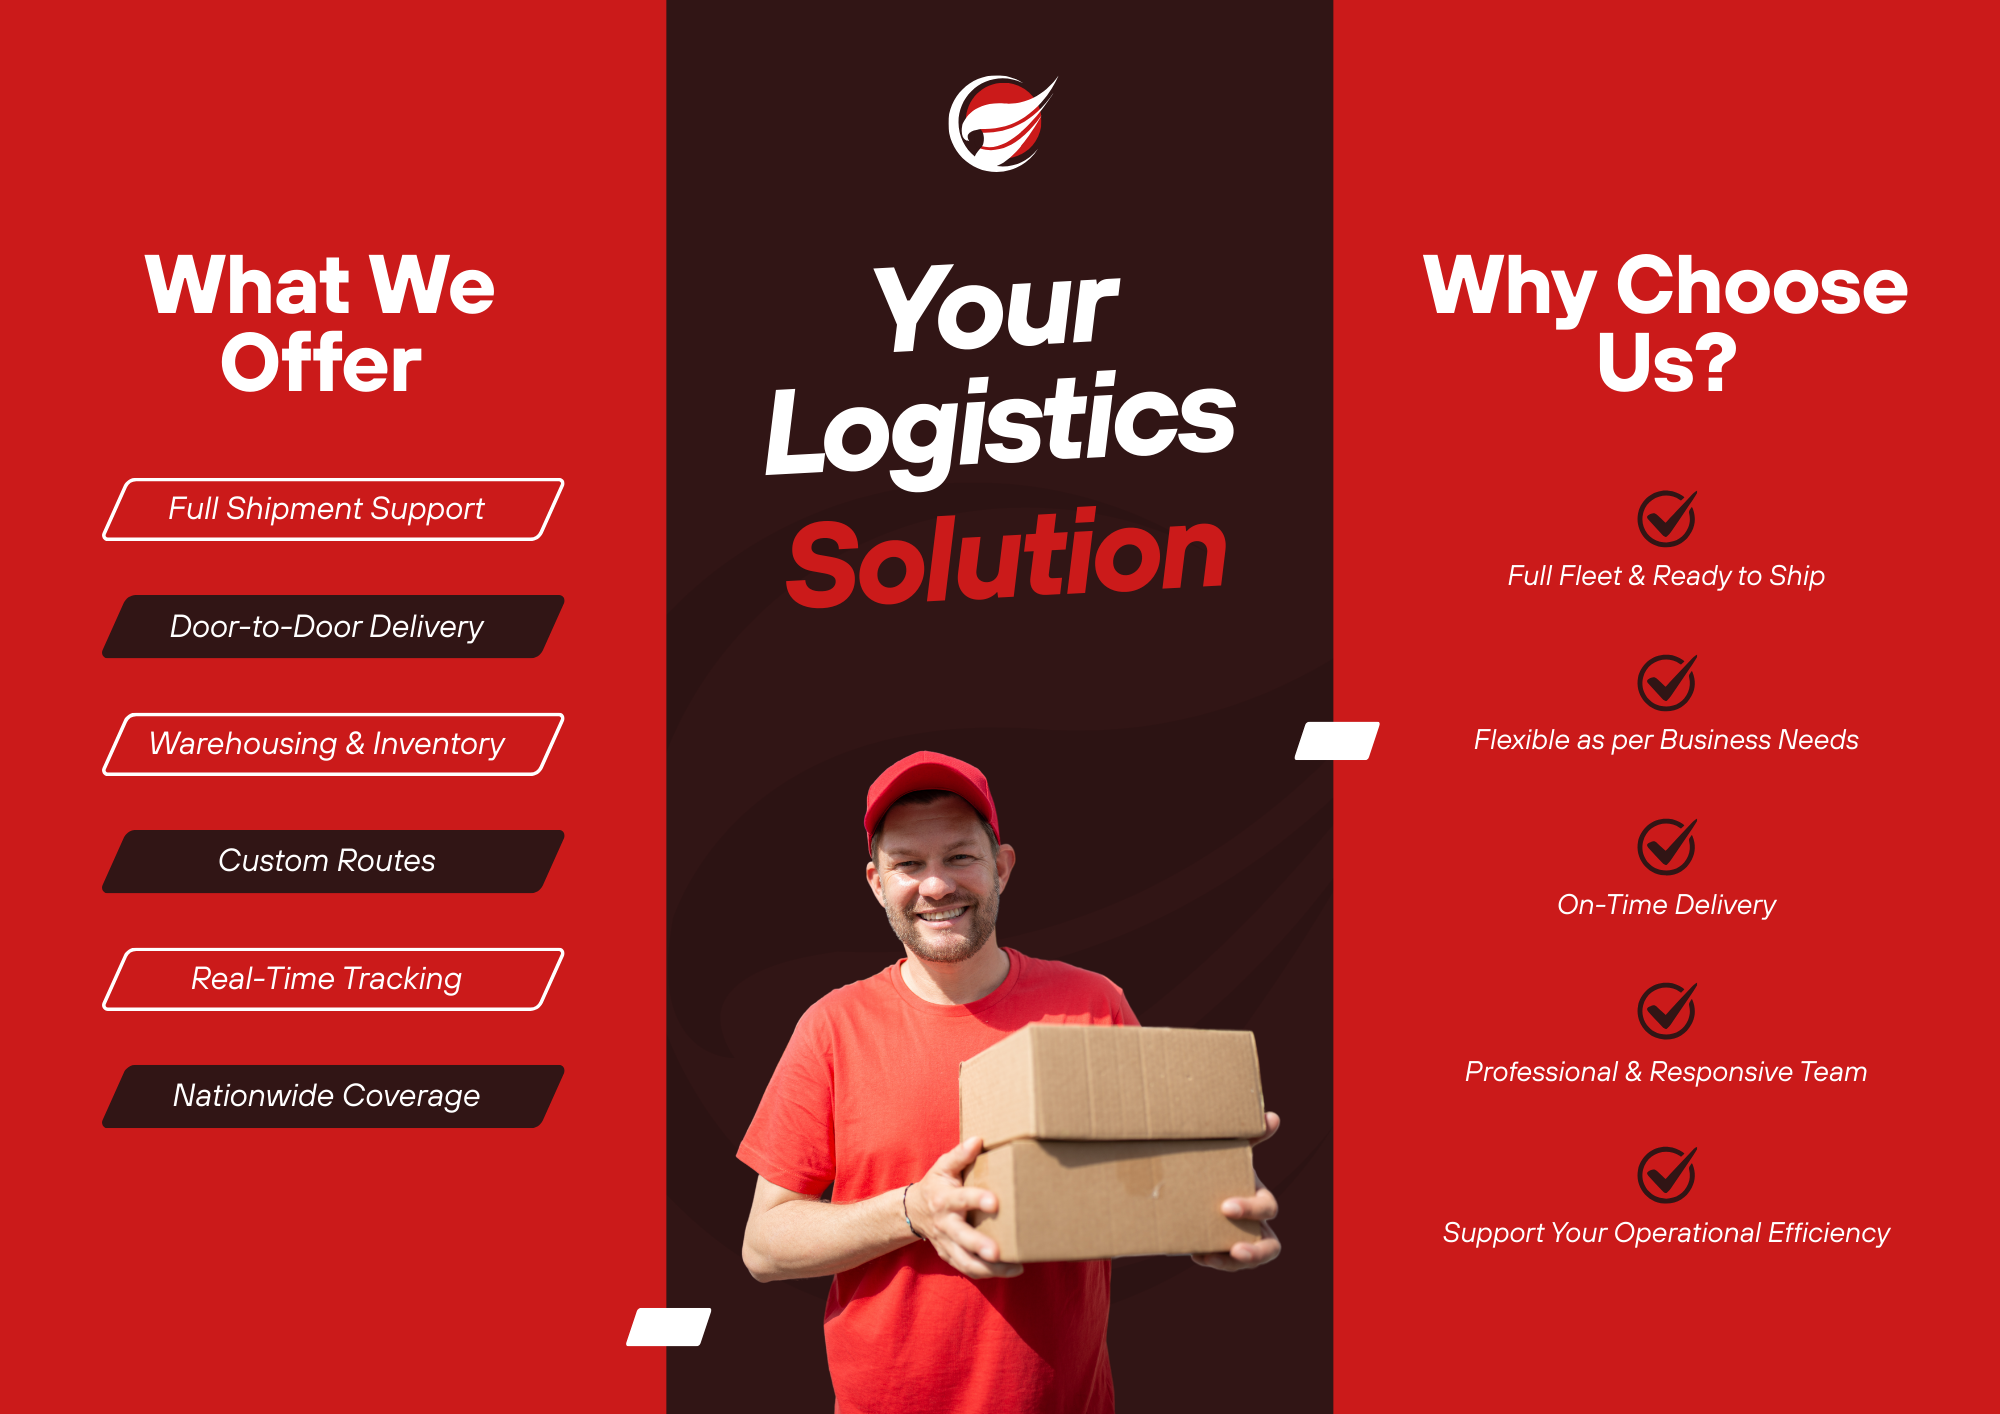 What We
Offer
Full Shipment Support
Door-to-Door Delivery
Warehousing & Inventory
Custom Routes
Real-Time Tracking
Nationwide Coverage
Your
Logistics
Solution
Why Choose
Us?
Full Fleet & Ready to Ship
Flexible as per Business Needs
On-Time Delivery
Professional & Responsive Team
Support Your Operational Efficiency